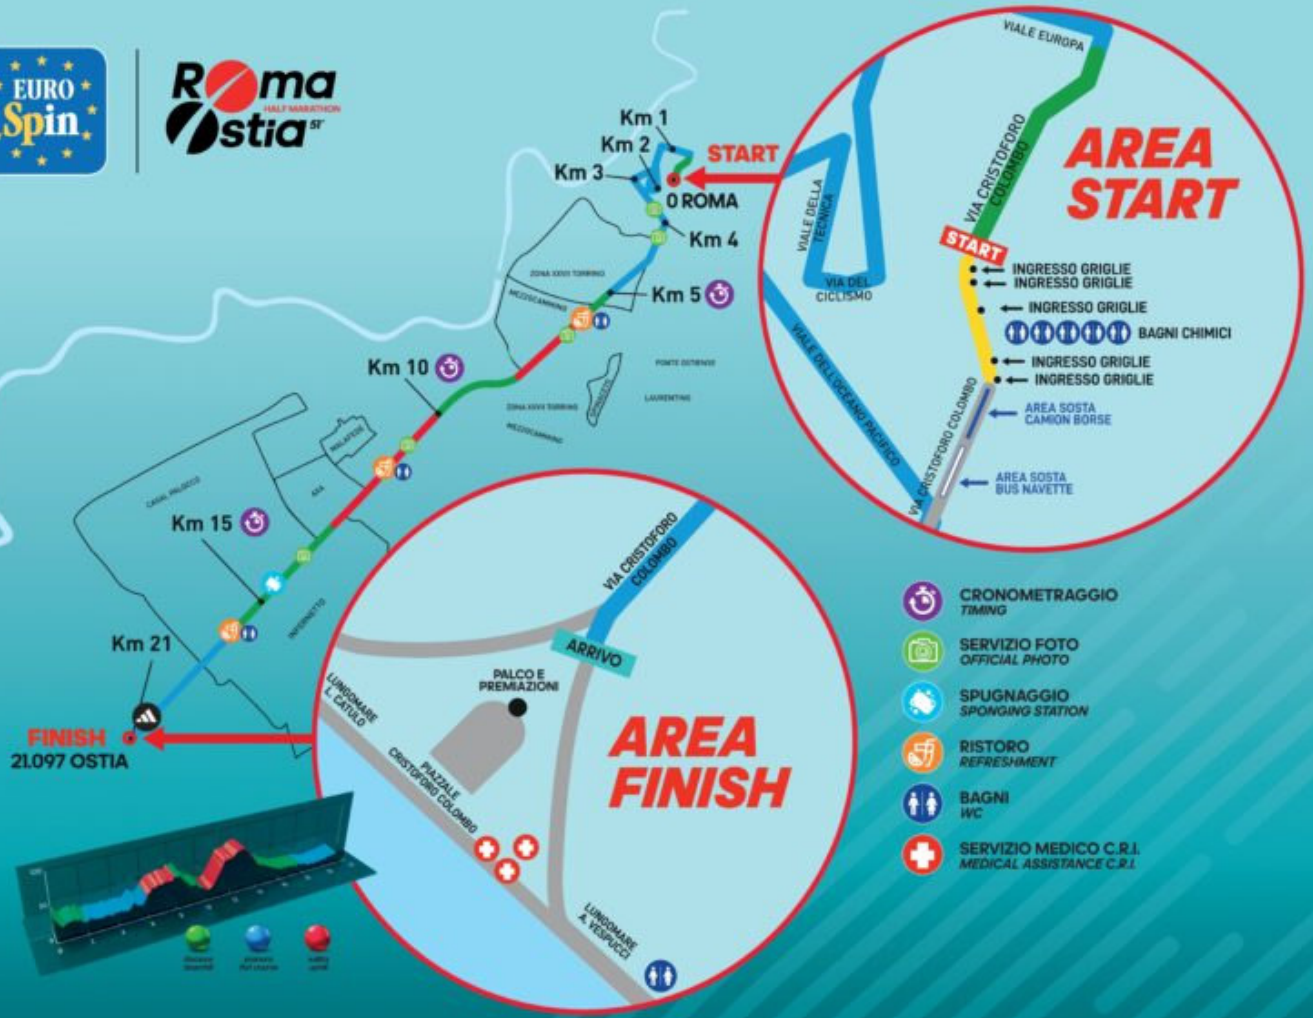 EURO
Spin
Roma
HALF MARATHON
Ostia 51ª
Km 1
Km 2
Km 3
START
0 ROMA
Km 4
Km 5
ZONA XXVII TORRINO
MEZZOCAMMINO
Km 10
PONTE OSTIENSE
LAURENTINO
SPINACETO
ZONA XXVII TORRINO
MEZZOCAMMINO
MALAFEDE
AXA
CASAL PALOCCO
Km 15
INFERNETTO
Km 21
FINISH
21.097 OSTIA
VIALE EUROPA
VIA CRISTOFORO
COLOMBO
AREA
START
VIALE DELLA
TECNICA
VIA DEL
CICLISMO
START
INGRESSO GRIGLIE
INGRESSO GRIGLIE
INGRESSO GRIGLIE
BAGNI CHIMICI
INGRESSO GRIGLIE
INGRESSO GRIGLIE
VIALE DELL'OCEANO PACIFICO
VIA CRISTOFORO COLOMBO
AREA SOSTA
CAMION BORSE
AREA SOSTA
BUS NAVETTE
VIA CRISTOFORO
COLOMBO
ARRIVO
PALCO E
PREMIAZIONI
LUNGOMARE
L. CATULO
AREA
FINISH
PIAZZALE
CRISTOFORO COLOMBO
LUNGOMARE
A. VESPUCCI
CRONOMETRAGGIO
TIMING
SERVIZIO FOTO
OFFICIAL PHOTO
SPUGNAGGIO
SPONGING STATION
RISTORO
REFRESHMENT
BAGNI
WC
SERVIZIO MEDICO C.R.I.
MEDICAL ASSISTANCE C.R.I.